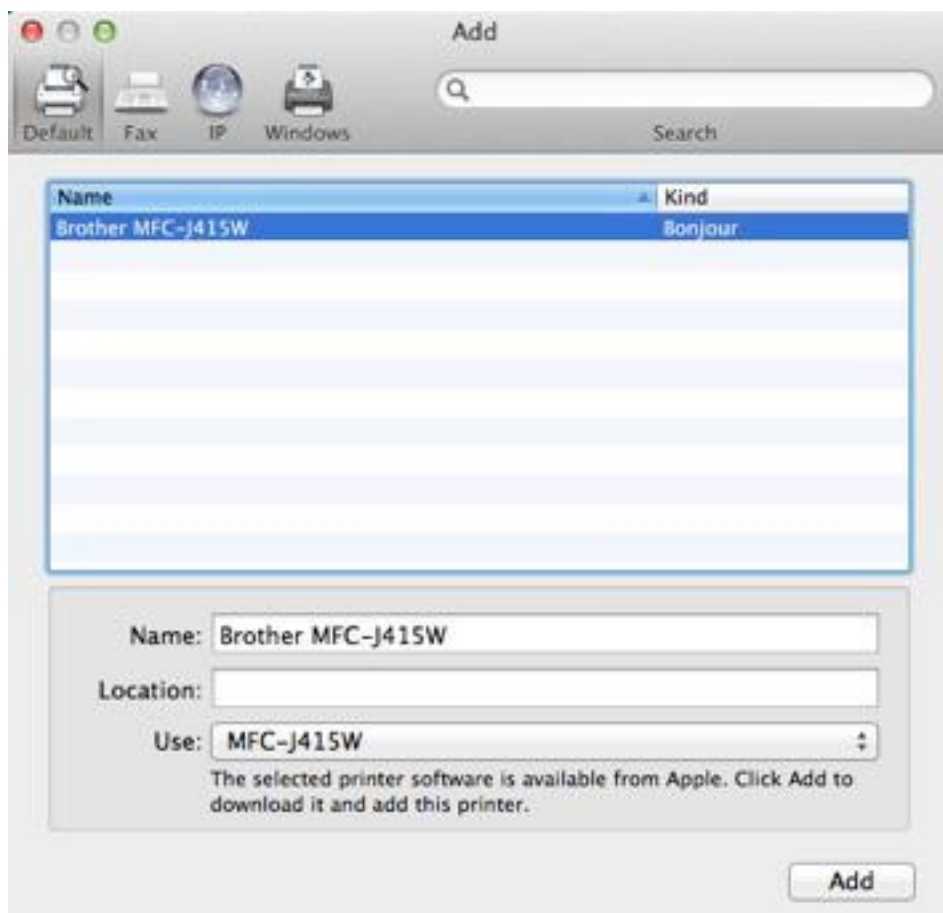 Add
Default Fax IP Windows
Search
Name Kind
Brother MFC-J415W Bonjour
Name: Brother MFC-J415W
Location:
Use: MFC-J415W
The selected printer software is available from Apple. Click Add to
download it and add this printer.
Add